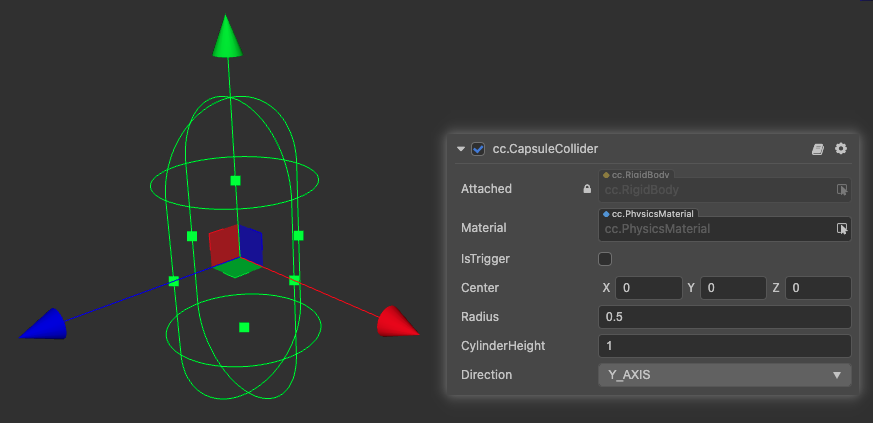 cc.CapsuleCollider
cc.RigidBody
Attached cc.RigidBody
cc.PhysicsMaterial
Material cc.PhysicsMaterial
IsTrigger
Center X 0 Y 0 Z 0
Radius 0.5
CylinderHeight 1
Direction Y_AXIS